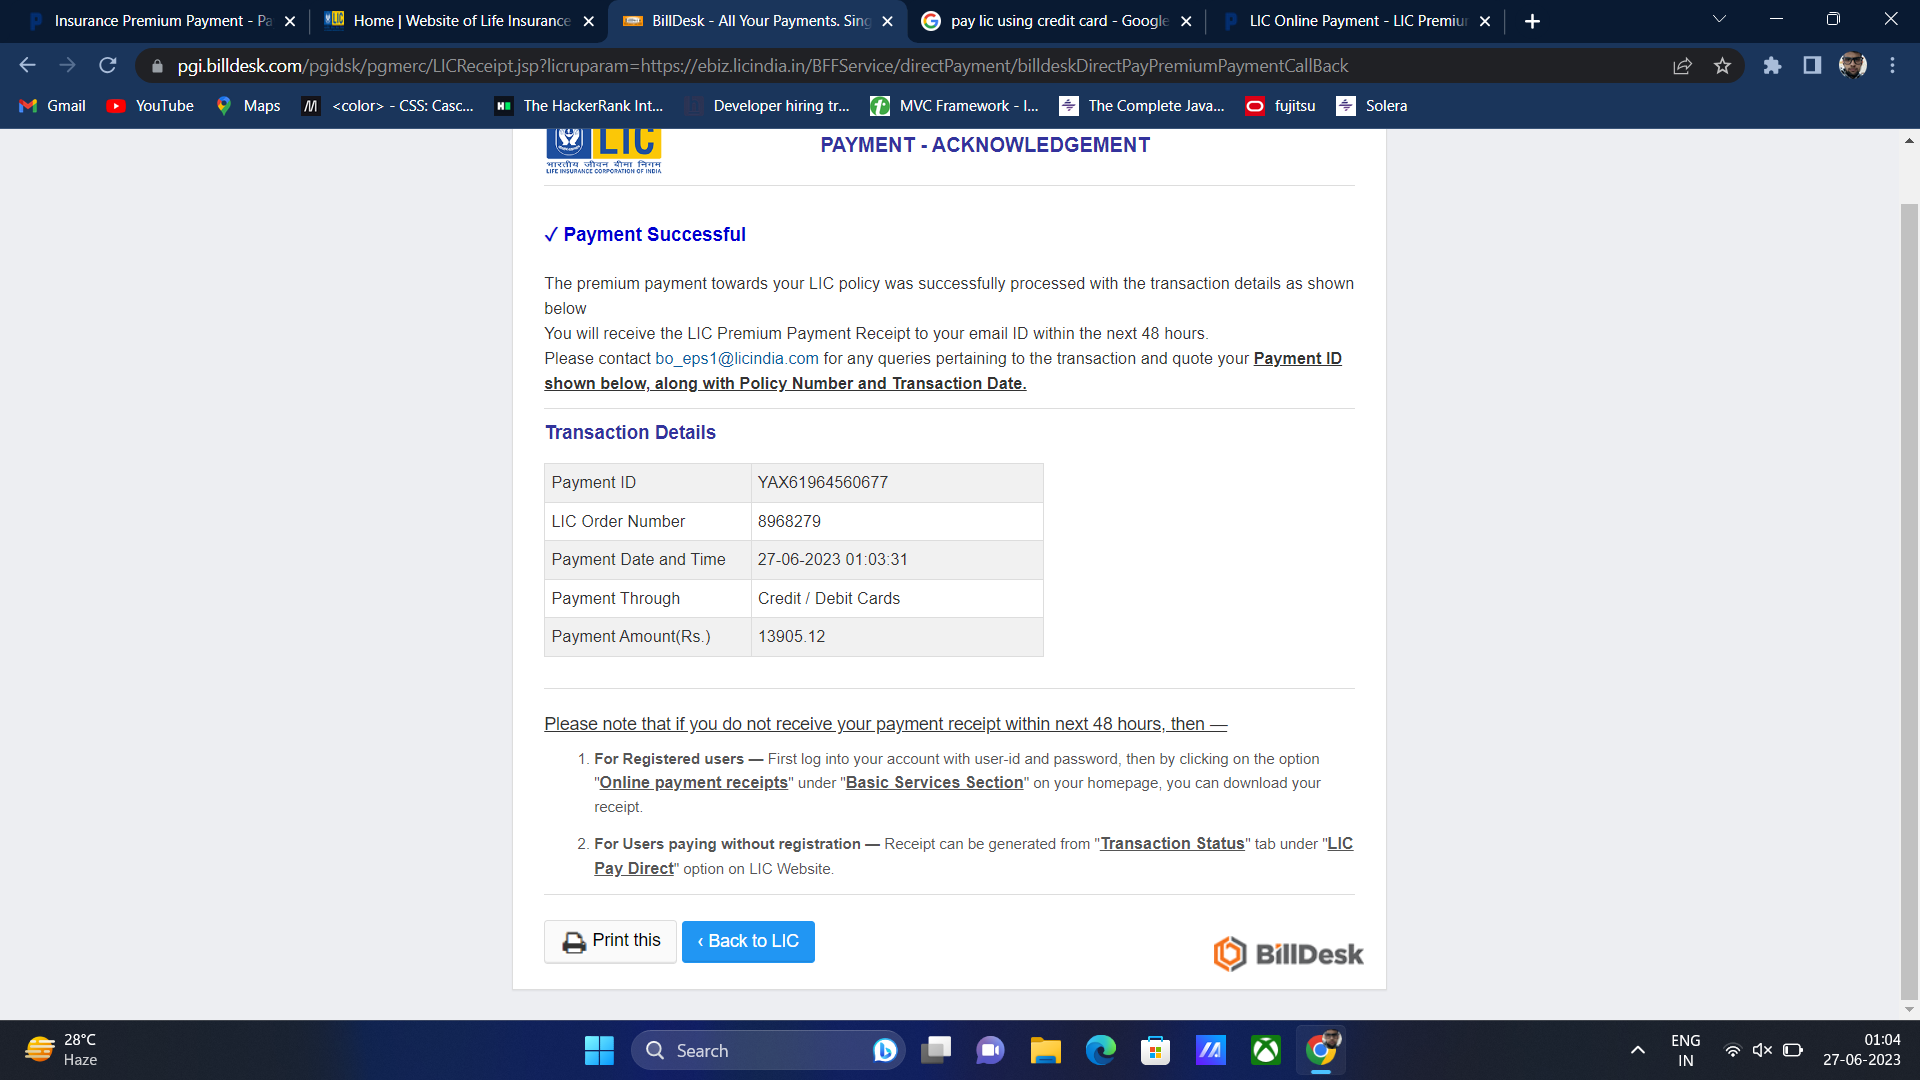 Insurance Premium Payment - Pa
Home | Website of Life Insurance
BillDesk - All Your Payments. Sing
pay lic using credit card - Google
LIC Online Payment - LIC Premiur
pgi.billdesk.com/pgidsk/pgmerc/LICReceipt.jsp?licruparam=https://ebiz.licindia.in/BFFService/directPayment/billdeskDirectPayPremiumPaymentCallBack
Gmail
YouTube
Maps
<color> - CSS: Casc...
The HackerRank Int...
Developer hiring tr...
MVC Framework - I...
The Complete Java...
fujitsu
Solera
LIC
भारतीय जीवन बीमा निगम
LIFE INSURANCE CORPORATION OF INDIA
PAYMENT - ACKNOWLEDGEMENT
✓ Payment Successful
The premium payment towards your LIC policy was successfully processed with the transaction details as shown
below
You will receive the LIC Premium Payment Receipt to your email ID within the next 48 hours.
Please contact bo_eps1@licindia.com for any queries pertaining to the transaction and quote your Payment ID
shown below, along with Policy Number and Transaction Date.
Transaction Details
Payment ID YAX61964560677
LIC Order Number 8968279
Payment Date and Time 27-06-2023 01:03:31
Payment Through Credit / Debit Cards
Payment Amount(Rs.) 13905.12
Please note that if you do not receive your payment receipt within next 48 hours, then —
1. For Registered users — First log into your account with user-id and password, then by clicking on the option
"Online payment receipts" under "Basic Services Section" on your homepage, you can download your
receipt.
2. For Users paying without registration — Receipt can be generated from "Transaction Status" tab under "LIC
Pay Direct" option on LIC Website.
Print this
‹ Back to LIC
BillDesk
28°C
Haze
Search
ENG
IN
01:04
27-06-2023